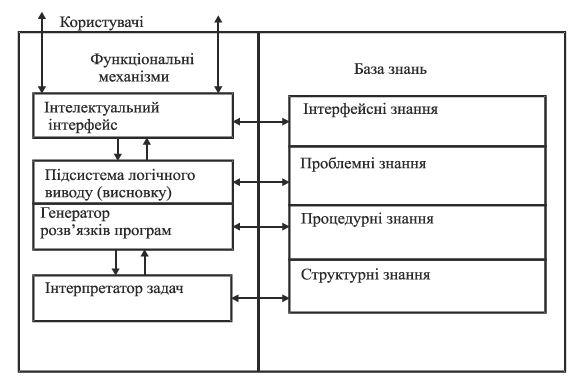 Користувачі
Функціональні
механізми
База знань
Інтелектуальний
інтерфейс
Інтерфейсні знання
Підсистема логічного
виводу (висновку)
Проблемні знання
Генератор
розв’язків програм
Процедурні знання
Інтерпретатор задач
Структурні знання